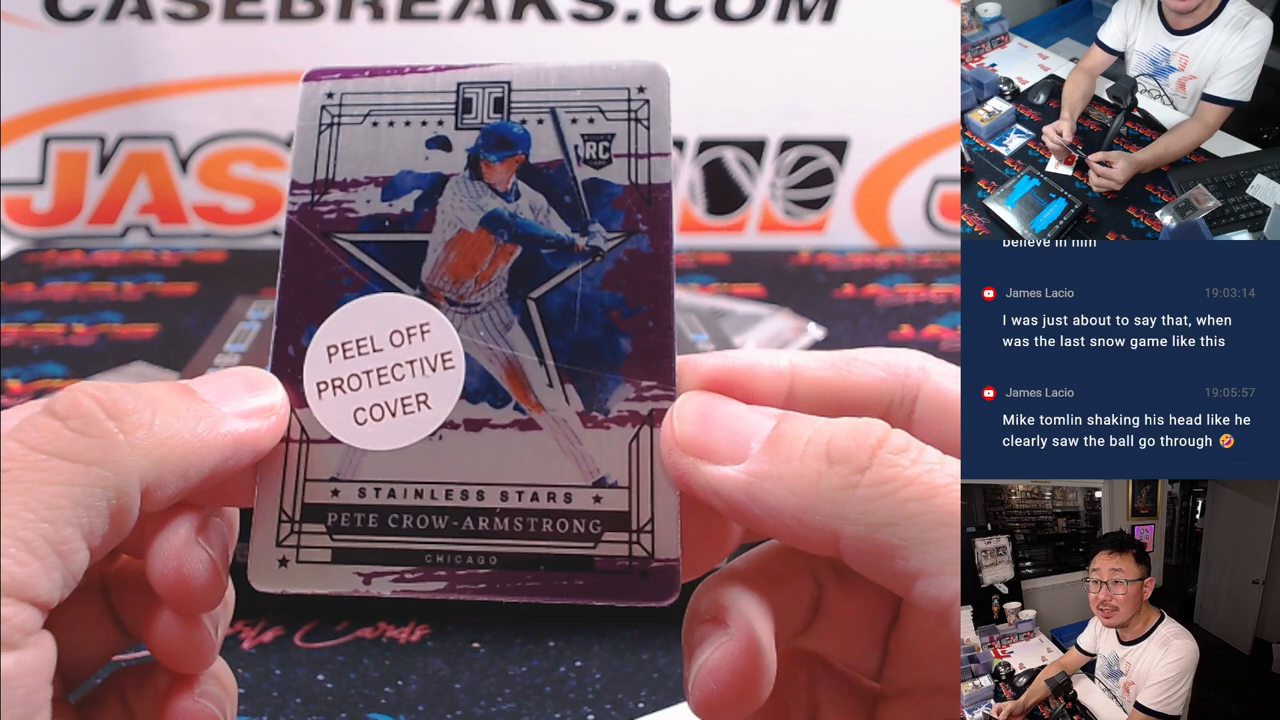 CASEBREAKS.COM
JAS
RC
PEEL OFF
PROTECTIVE
COVER
STAINLESS STARS
PETE CROW-ARMSTRONG
CHICAGO
believe in him
James Lacio 19:03:14
I was just about to say that, when
was the last snow game like this
James Lacio 19:05:57
Mike tomlin shaking his head like he
clearly saw the ball go through 🤣